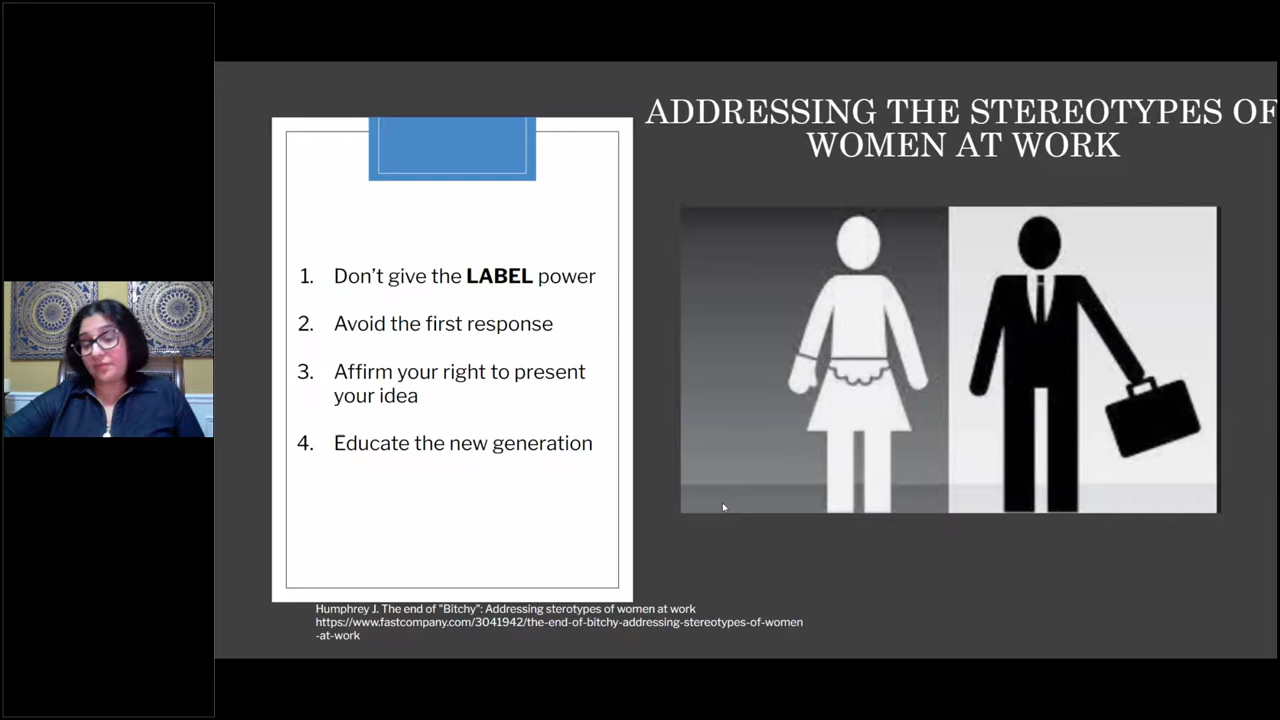 ADDRESSING THE STEREOTYPES OF
WOMEN AT WORK
1. Don't give the LABEL power
2. Avoid the first response
3. Affirm your right to present
your idea
4. Educate the new generation
Humphrey J. The end of "Bitchy": Addressing sterotypes of women at work
https://www.fastcompany.com/3041942/the-end-of-bitchy-addressing-stereotypes-of-women
-at-work